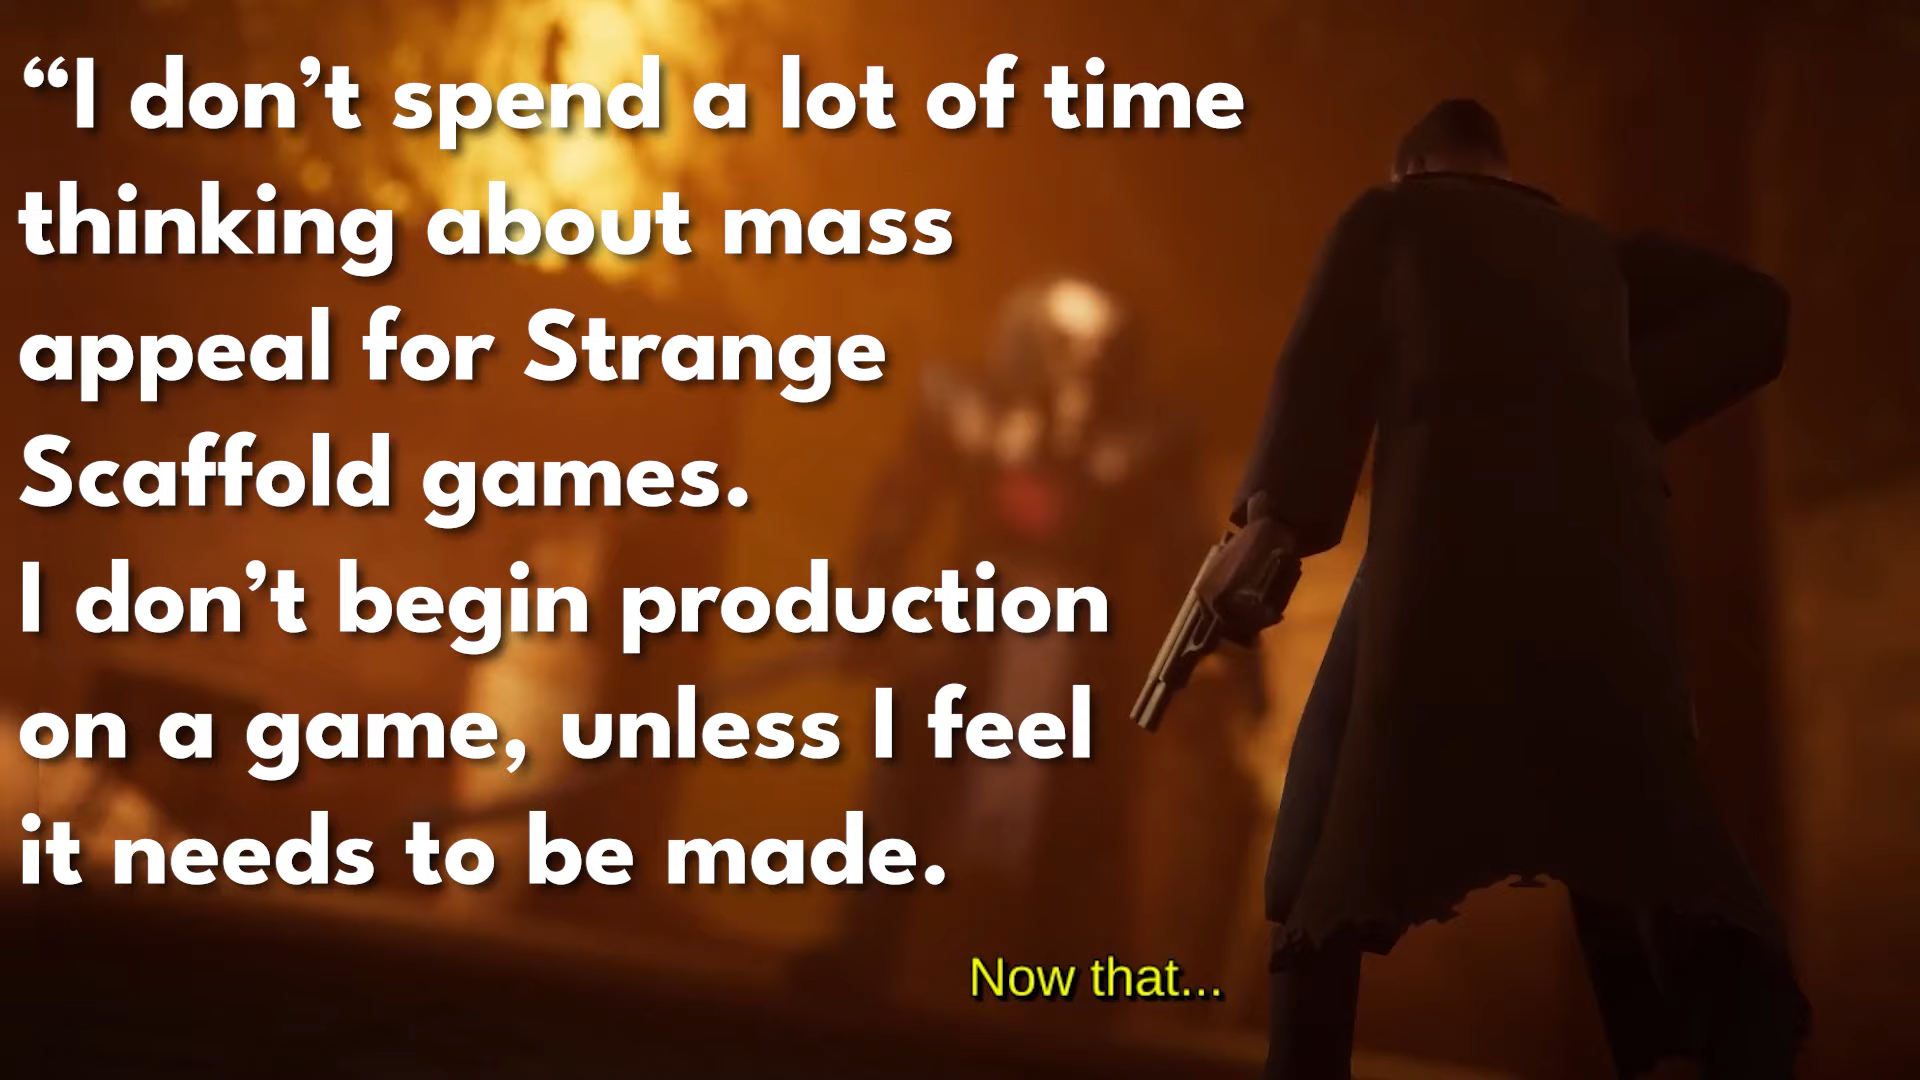 “I don’t spend a lot of time
thinking about mass
appeal for Strange
Scaffold games.
I don’t begin production
on a game, unless I feel
it needs to be made.
Now that...